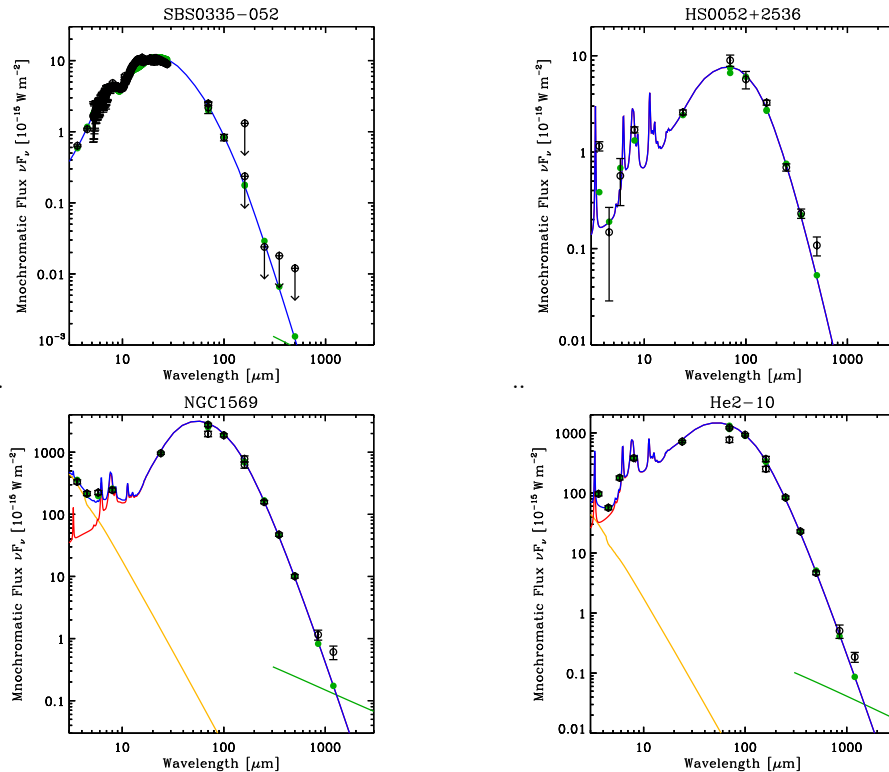 SBS0335-052
Mnochromatic Flux νFν [10⁻¹⁵ W m⁻²]
10
1
0.1
0.01
10⁻³
10 100 1000
Wavelength [μm]
HS0052+2536
Mnochromatic Flux νFν [10⁻¹⁵ W m⁻²]
10
1
0.1
0.01
10 100 1000
Wavelength [μm]
.
..
NGC1569
Mnochromatic Flux νFν [10⁻¹⁵ W m⁻²]
1000
100
10
1
0.1
10 100 1000
Wavelength [μm]
He2-10
Mnochromatic Flux νFν [10⁻¹⁵ W m⁻²]
1000
100
10
1
0.1
0.01
10 100 1000
Wavelength [μm]